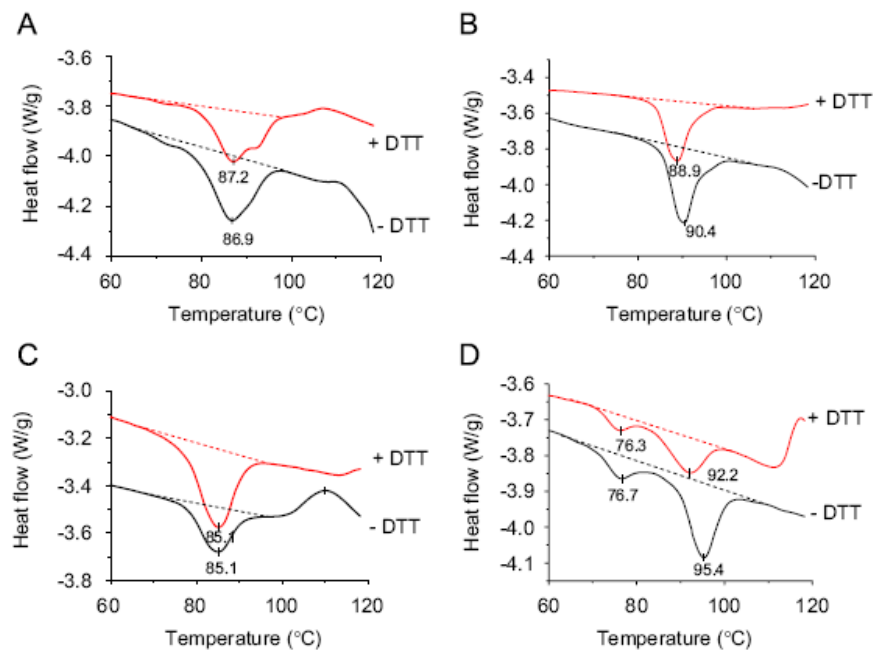 A
Heat flow (W/g)
-3.6
-3.8
-4.0
-4.2
-4.4
60
80
100
120
Temperature (°C)
+ DTT
87.2
- DTT
86.9
B
Heat flow (W/g)
-3.4
-3.6
-3.8
-4.0
-4.2
-4.4
60
80
100
120
Temperature (°C)
+ DTT
88.9
-DTT
90.4
C
Heat flow (W/g)
-3.0
-3.2
-3.4
-3.6
-3.8
60
80
100
120
Temperature (°C)
+ DTT
85.1
- DTT
85.1
D
Heat flow (W/g)
-3.6
-3.7
-3.8
-3.9
-4.0
-4.1
60
80
100
120
Temperature (°C)
+ DTT
76.3
92.2
76.7
- DTT
95.4